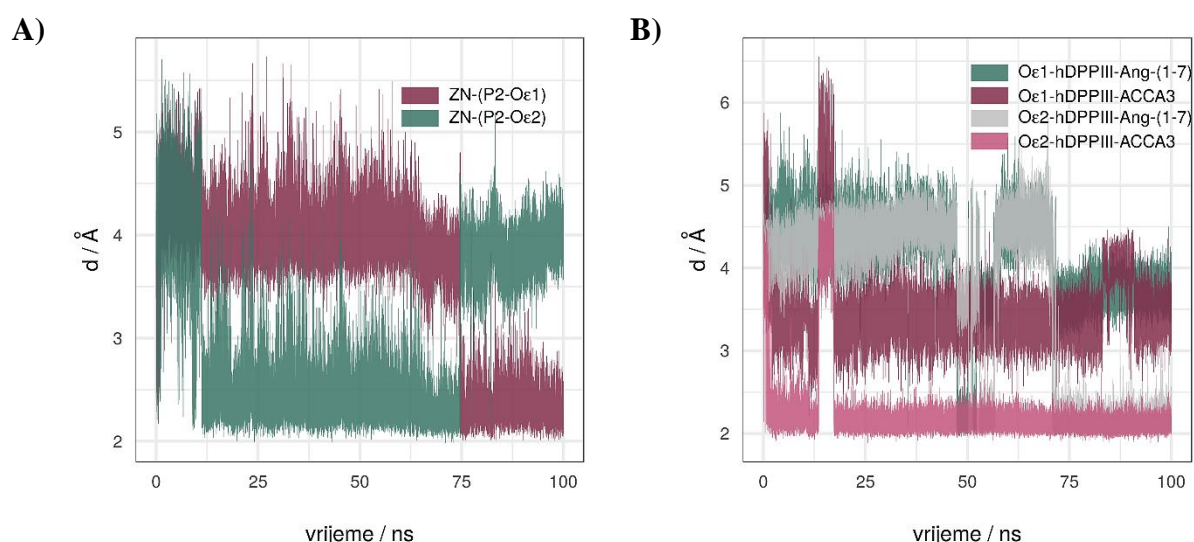 A)
d / Å
5
4
3
2
0
25
50
75
100
vrijeme / ns
ZN-(P2-Oε1)
ZN-(P2-Oε2)
B)
d / Å
6
5
4
3
2
0
25
50
75
100
vrijeme / ns
Oε1-hDPPIII-Ang-(1-7)
Oε1-hDPPIII-ACCA3
Oε2-hDPPIII-Ang-(1-7)
Oε2-hDPPIII-ACCA3